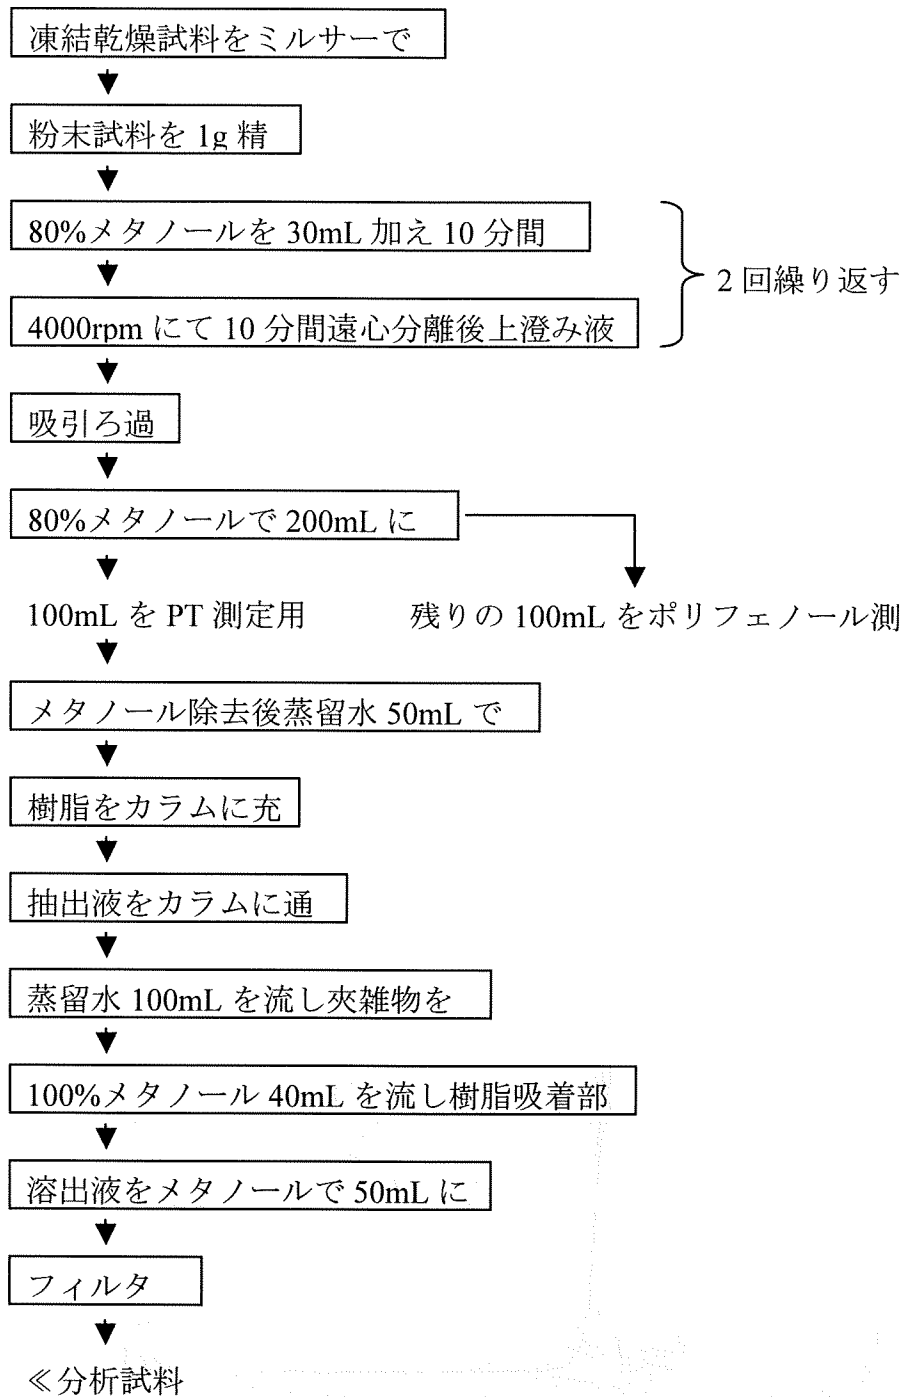 凍結乾燥試料をミルサーで
粉末試料を 1g 精
80%メタノールを 30mL 加え 10 分間
4000rpm にて 10 分間遠心分離後上澄み液
2 回繰り返す
吸引ろ過
80%メタノールで 200mL に
100mL を PT 測定用
残りの 100mL をポリフェノール測
メタノール除去後蒸留水 50mL で
樹脂をカラムに充
抽出液をカラムに通
蒸留水 100mL を流し夾雑物を
100%メタノール 40mL を流し樹脂吸着部
溶出液をメタノールで 50mL に
フィルタ
≪分析試料